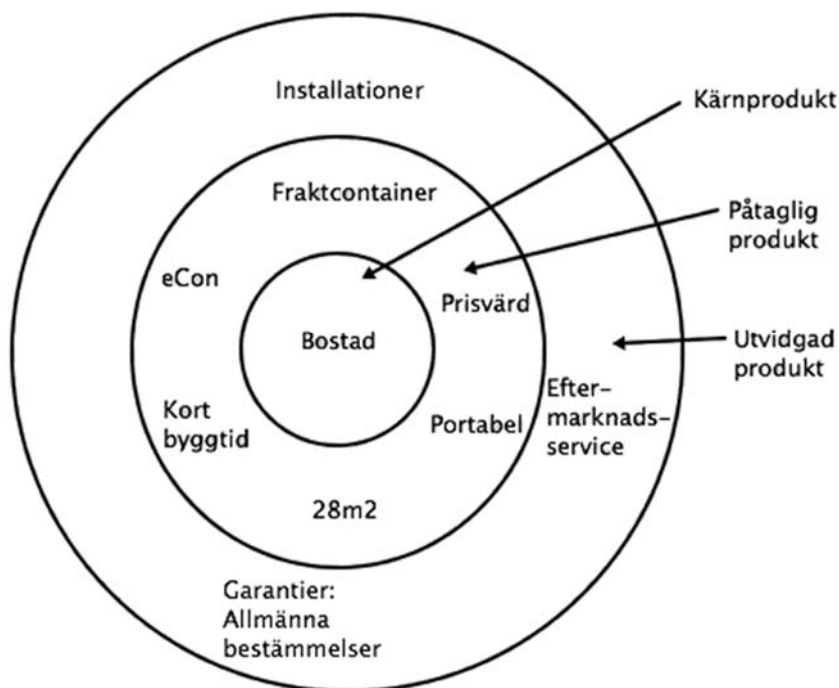 Installationer
Kärnprodukt
Fraktcontainer
Påtaglig
produkt
eCon
Prisvärd
Bostad
Utvidgad
produkt
Kort
byggtid
Portabel
Efter-
marknads-
service
28m2
Garantier:
Allmänna
bestämmelser